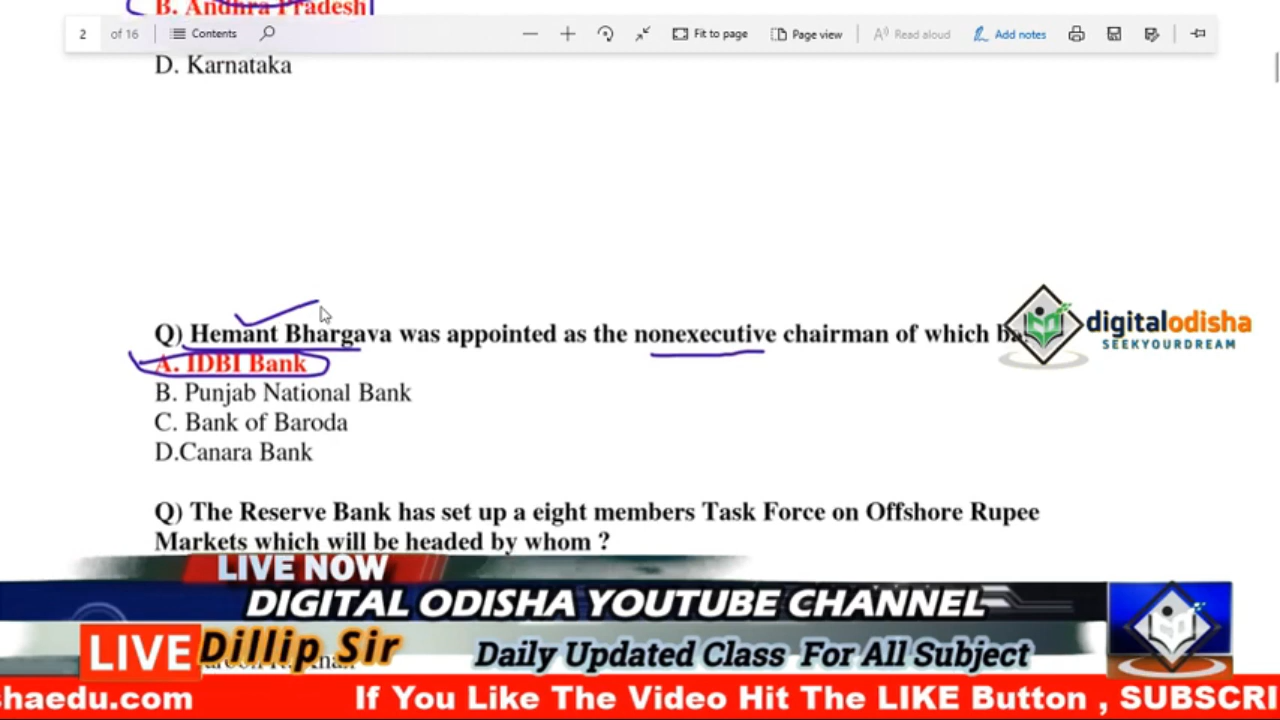 B. Andhra Pradesh
2 of 16 Contents Fit to page Page view Read aloud Add notes
D. Karnataka
Q) Hemant Bhargava was appointed as the nonexecutive chairman of which
A. IDBI Bank
B. Punjab National Bank
C. Bank of Baroda
D.Canara Bank
digitalodisha
SEEKYOURDREAM
Q) The Reserve Bank has set up a eight members Task Force on Offshore Rupee
Markets which will be headed by whom ?
LIVE NOW
DIGITAL ODISHA YOUTUBE CHANNEL
LIVE Dillip Sir Daily Updated Class For All Subject
shaedu.com If You Like The Video Hit The LIKE Button , SUBSCRI